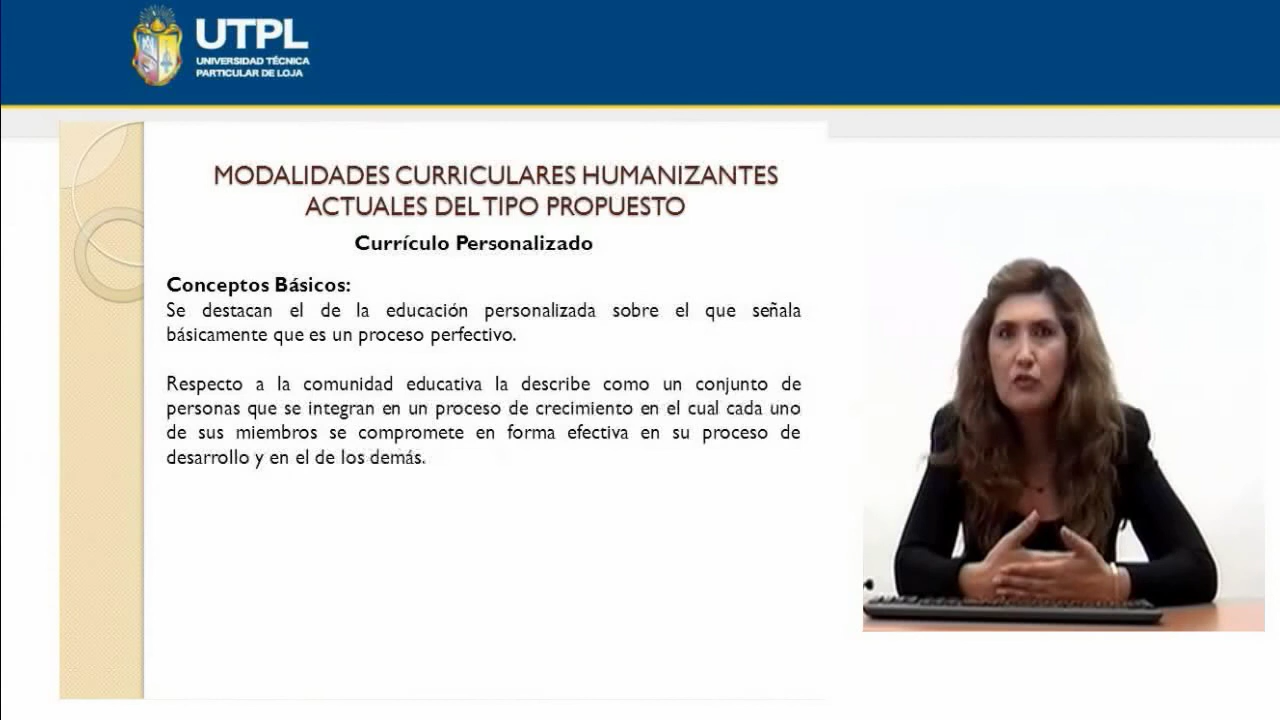 UTPL
UNIVERSIDAD TÉCNICA
PARTICULAR DE LOJA
MODALIDADES CURRICULARES HUMANIZANTES
ACTUALES DEL TIPO PROPUESTO
Currículo Personalizado
Conceptos Básicos:
Se destacan el de la educación personalizada sobre el que señala
básicamente que es un proceso perfectivo.
Respecto a la comunidad educativa la describe como un conjunto de
personas que se integran en un proceso de crecimiento en el cual cada uno
de sus miembros se compromete en forma efectiva en su proceso de
desarrollo y en el de los demás.